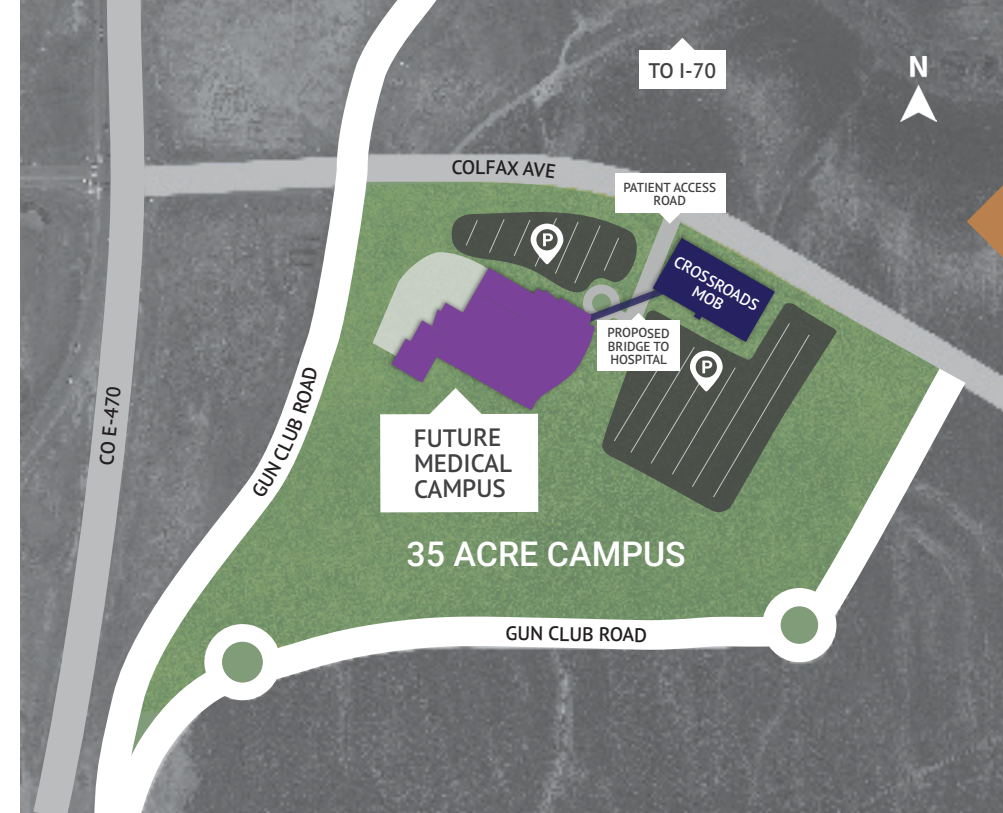 TO I-70
N
COLFAX AVE
PATIENT ACCESS
ROAD
P
CROSSROADS
MOB
PROPOSED
BRIDGE TO
HOSPITAL
P
CO E-470
GUN CLUB ROAD
FUTURE
MEDICAL
CAMPUS
35 ACRE CAMPUS
GUN CLUB ROAD